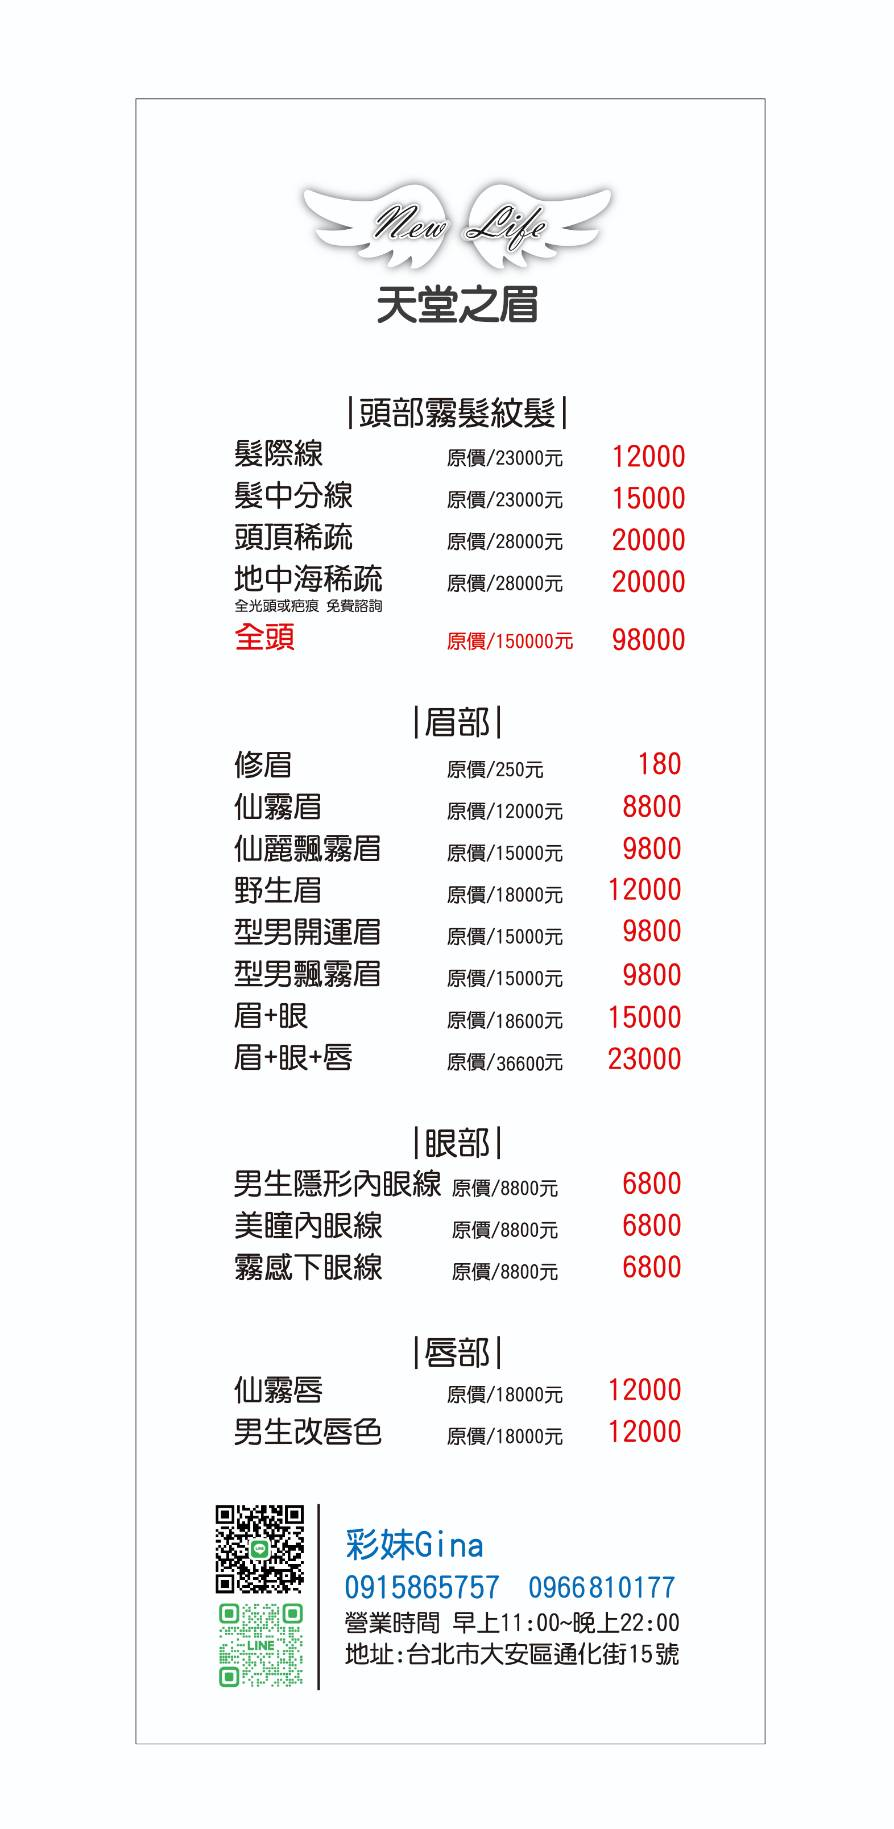 New Life
天堂之眉
|頭部霧髮紋髮|
髮際線 原價/23000元 12000
髮中分線 原價/23000元 15000
頭頂稀疏 原價/28000元 20000
地中海稀疏 原價/28000元 20000
全光頭或疤痕 免費諮詢
全頭 原價/150000元 98000
|眉部|
修眉 原價/250元 180
仙霧眉 原價/12000元 8800
仙麗飄霧眉 原價/15000元 9800
野生眉 原價/18000元 12000
型男開運眉 原價/15000元 9800
型男飄霧眉 原價/15000元 9800
眉+眼 原價/18600元 15000
眉+眼+唇 原價/36600元 23000
|眼部|
男生隱形內眼線 原價/8800元 6800
美瞳內眼線 原價/8800元 6800
霧感下眼線 原價/8800元 6800
|唇部|
仙霧唇 原價/18000元 12000
男生改唇色 原價/18000元 12000
彩妹Gina
0915865757 0966810177
營業時間 早上11:00~晚上22:00
地址:台北市大安區通化街15號
LINE